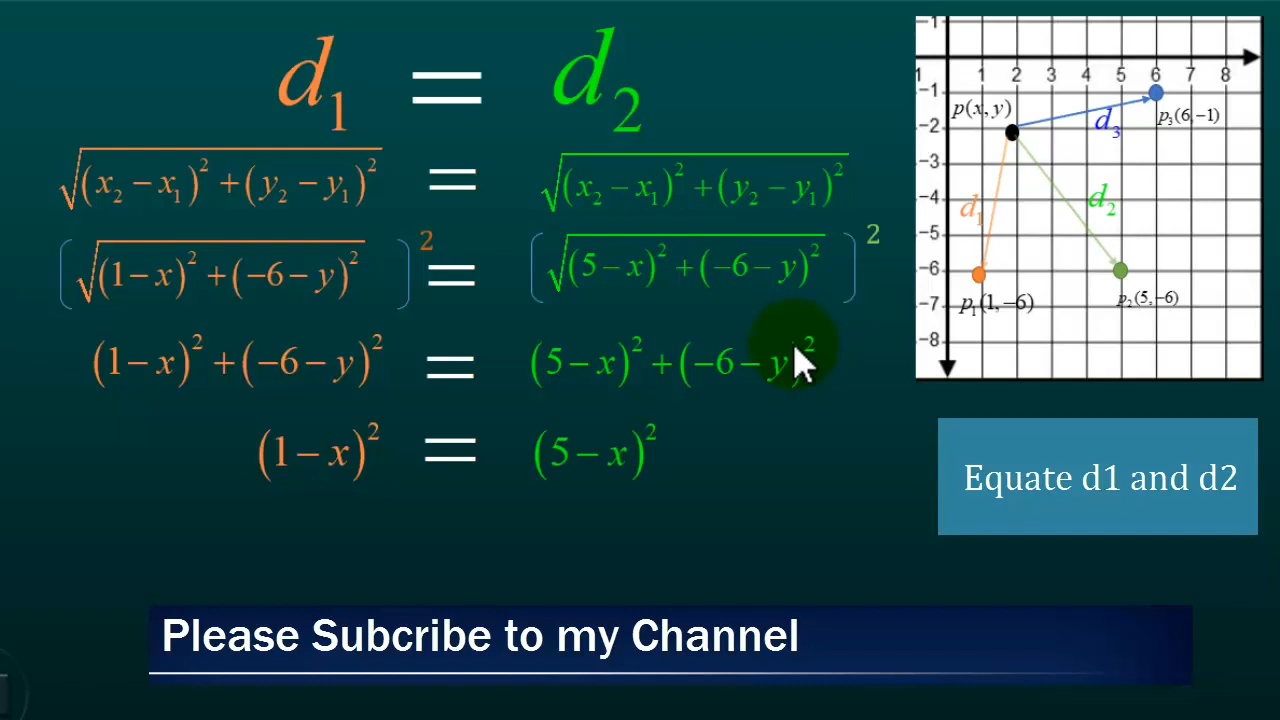 d₁ = d₂
√(x₂ − x₁)² + (y₂ − y₁)² = √(x₂ − x₁)² + (y₂ − y₁)²
(√(1 − x)² + (−6 − y)²)² = (√(5 − x)² + (−6 − y)²)²
(1 − x)² + (−6 − y)² = (5 − x)² + (−6 − y)²
(1 − x)² = (5 − x)²
−1
1 1 2 3 4 5 6 7 8
−1
p(x, y)
d₃
p₃(6, −1)
−2
−3
−4
d₁
d₂
−5
−6
p₁(1, −6)
p₂(5, −6)
−7
−8
Equate d1 and d2
Please Subcribe to my Channel